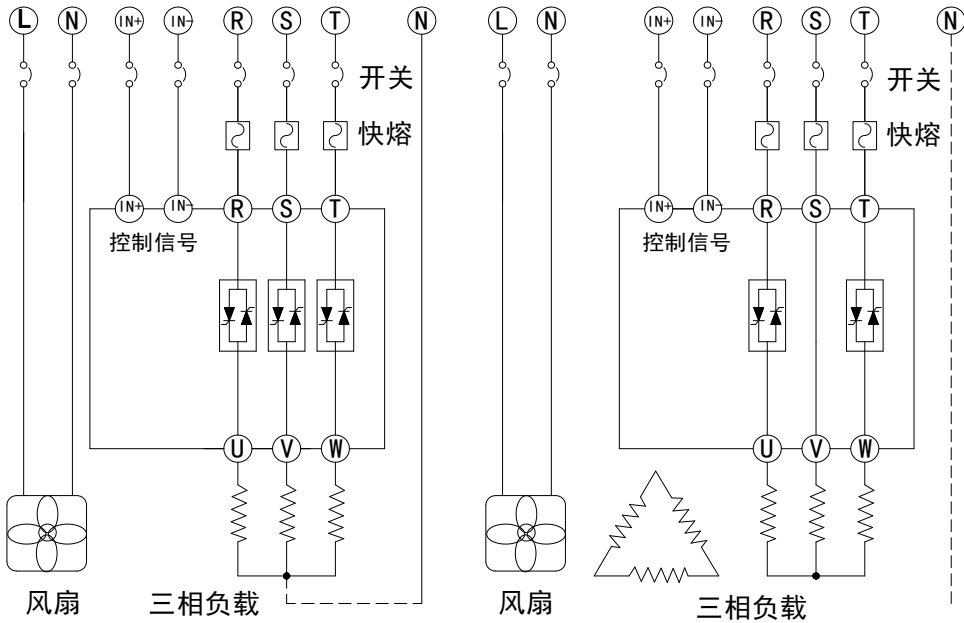 L N IN+ IN- R S T N L N IN+ IN- R S T N
开关 开关
快熔 快熔
IN+ IN- R S T IN+ IN- R S T
控制信号 控制信号
U V W U V W
风扇 三相负载 风扇 三相负载